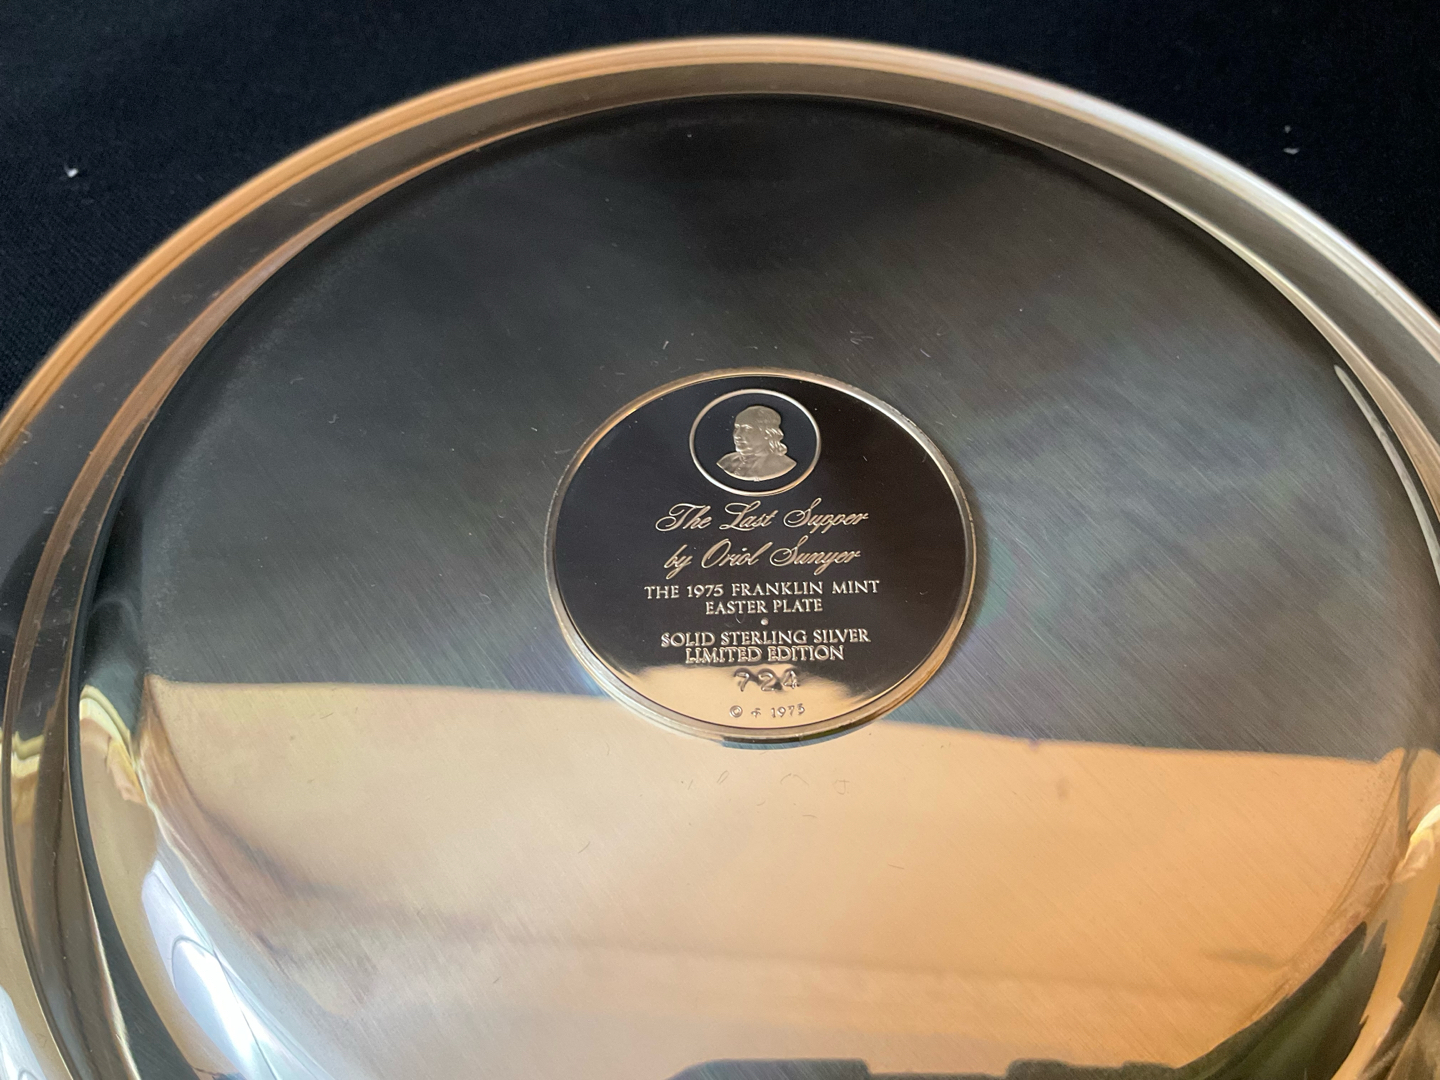 The Last Supper
by Oriol Sunyer
THE 1975 FRANKLIN MINT
EASTER PLATE
SOLID STERLING SILVER
LIMITED EDITION
724
1975